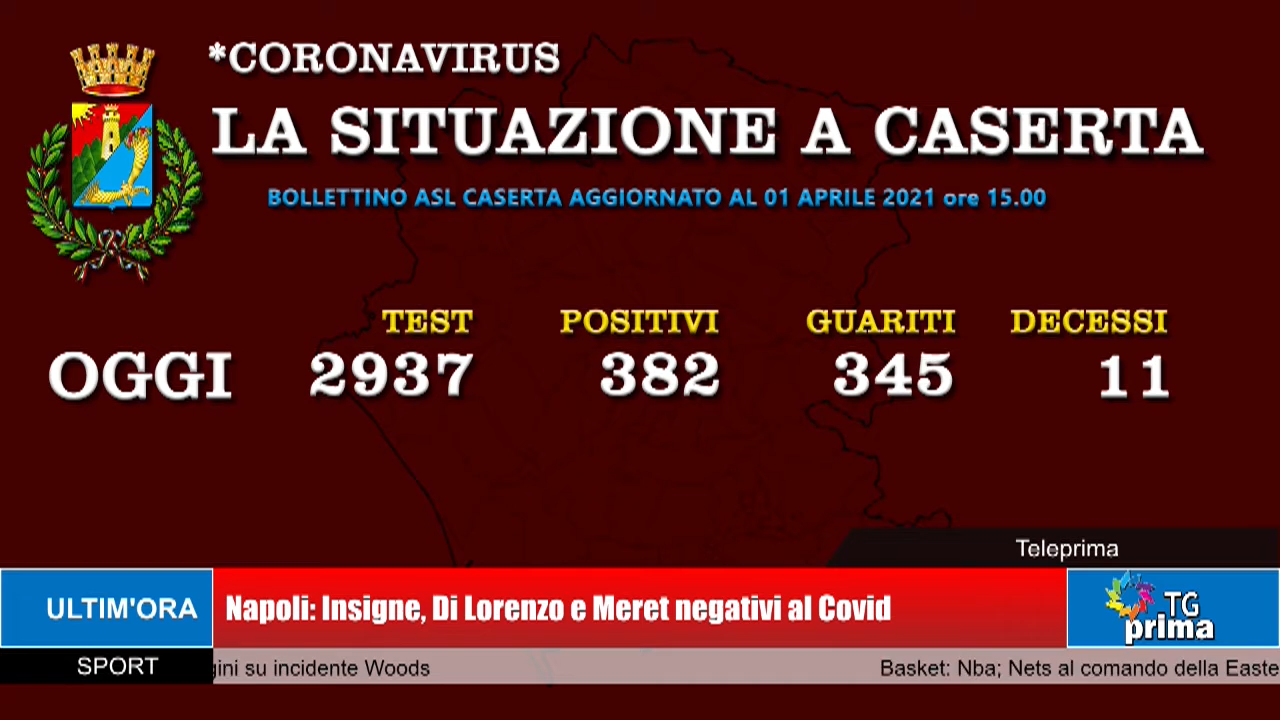 *CORONAVIRUS
LA SITUAZIONE A CASERTA
BOLLETTINO ASL CASERTA AGGIORNATO AL 01 APRILE 2021 ore 15.00
TEST POSITIVI GUARITI DECESSI
OGGI 2937 382 345 11
Teleprima
ULTIM'ORA Napoli: Insigne, Di Lorenzo e Meret negativi al Covid
TG
prima
SPORT gini su incidente Woods Basket: Nba; Nets al comando della Easte